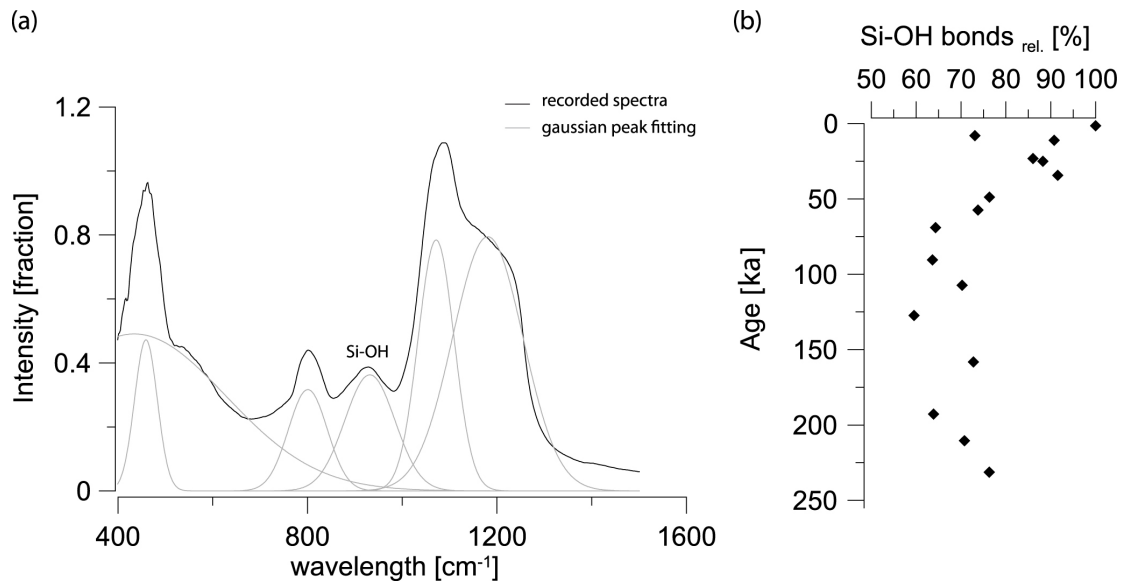 (a)
recorded spectra
gaussian peak fitting
Si-OH
Intensity [fraction]
1.2
0.8
0.4
0
400 800 1200 1600
wavelength [cm-1]
(b)
Si-OH bonds rel. [%]
50 60 70 80 90 100
Age [ka]
0
50
100
150
200
250